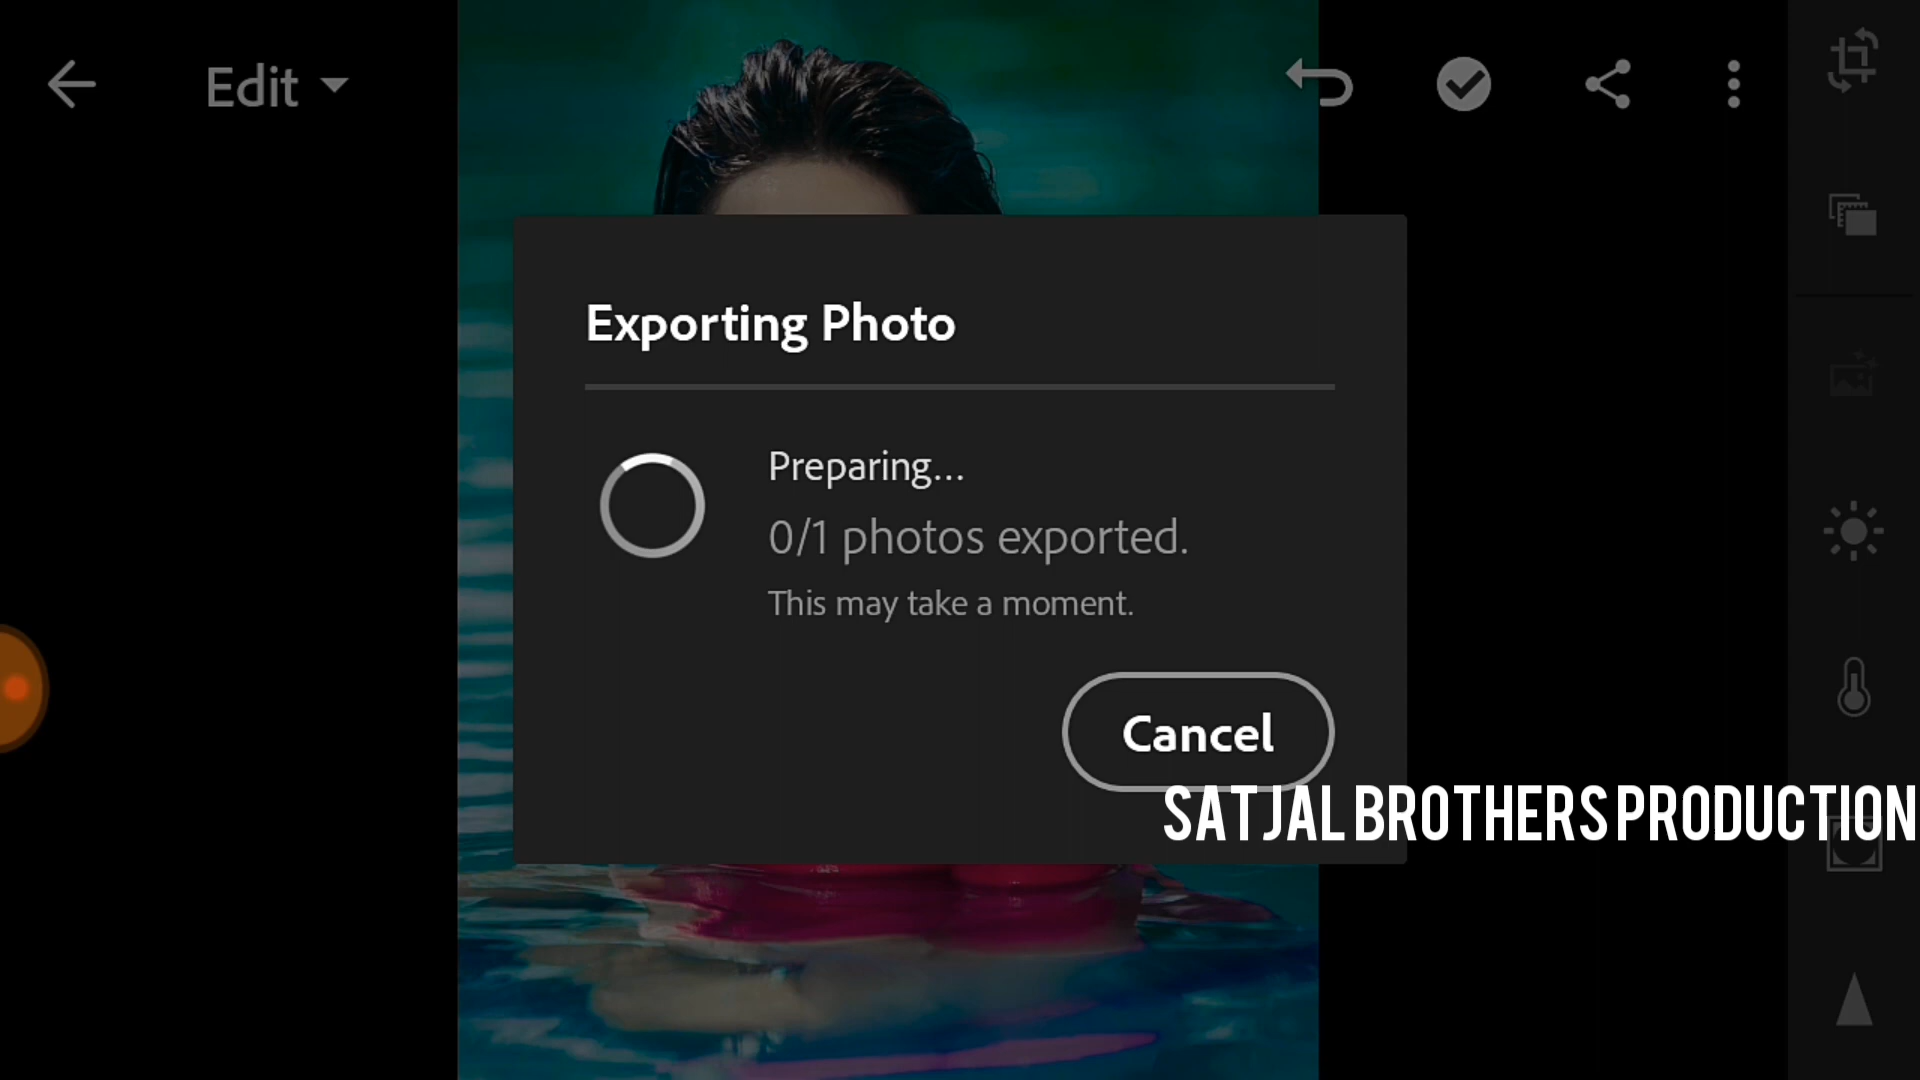 Edit
Exporting Photo
Preparing...
0/1 photos exported.
This may take a moment.
Cancel
SATJAL BROTHERS PRODUCTION